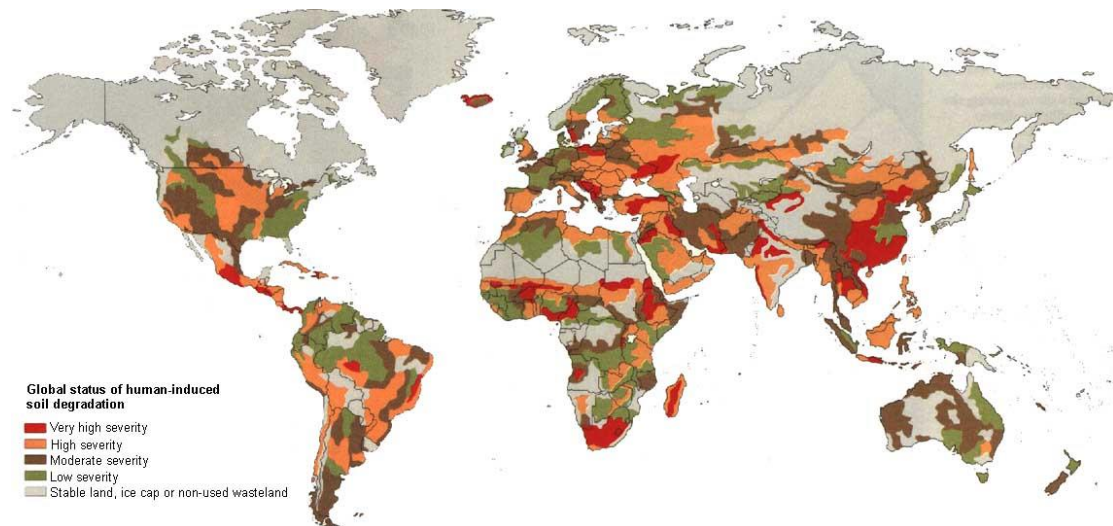 Global status of human-induced
soil degradation
Very high severity
High severity
Moderate severity
Low severity
Stable land, ice cap or non-used wasteland